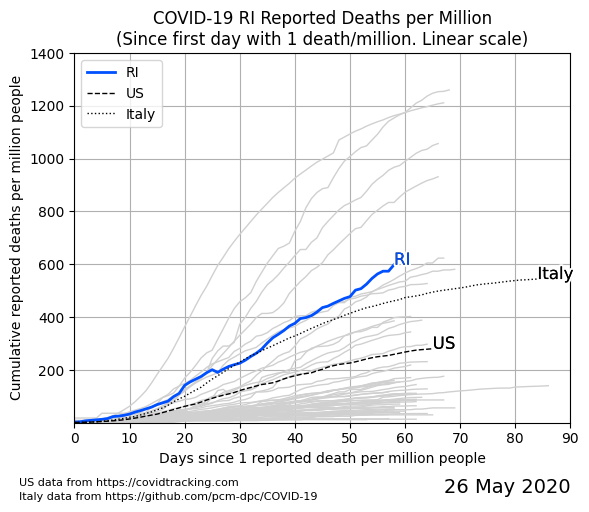 COVID-19 RI Reported Deaths per Million
(Since first day with 1 death/million. Linear scale)
1400
1200
1000
800
600
400
200
RI
US
Italy
RI
Italy
US
Cumulative reported deaths per million people
0 10 20 30 40 50 60 70 80 90
Days since 1 reported death per million people
US data from https://covidtracking.com
Italy data from https://github.com/pcm-dpc/COVID-19
26 May 2020